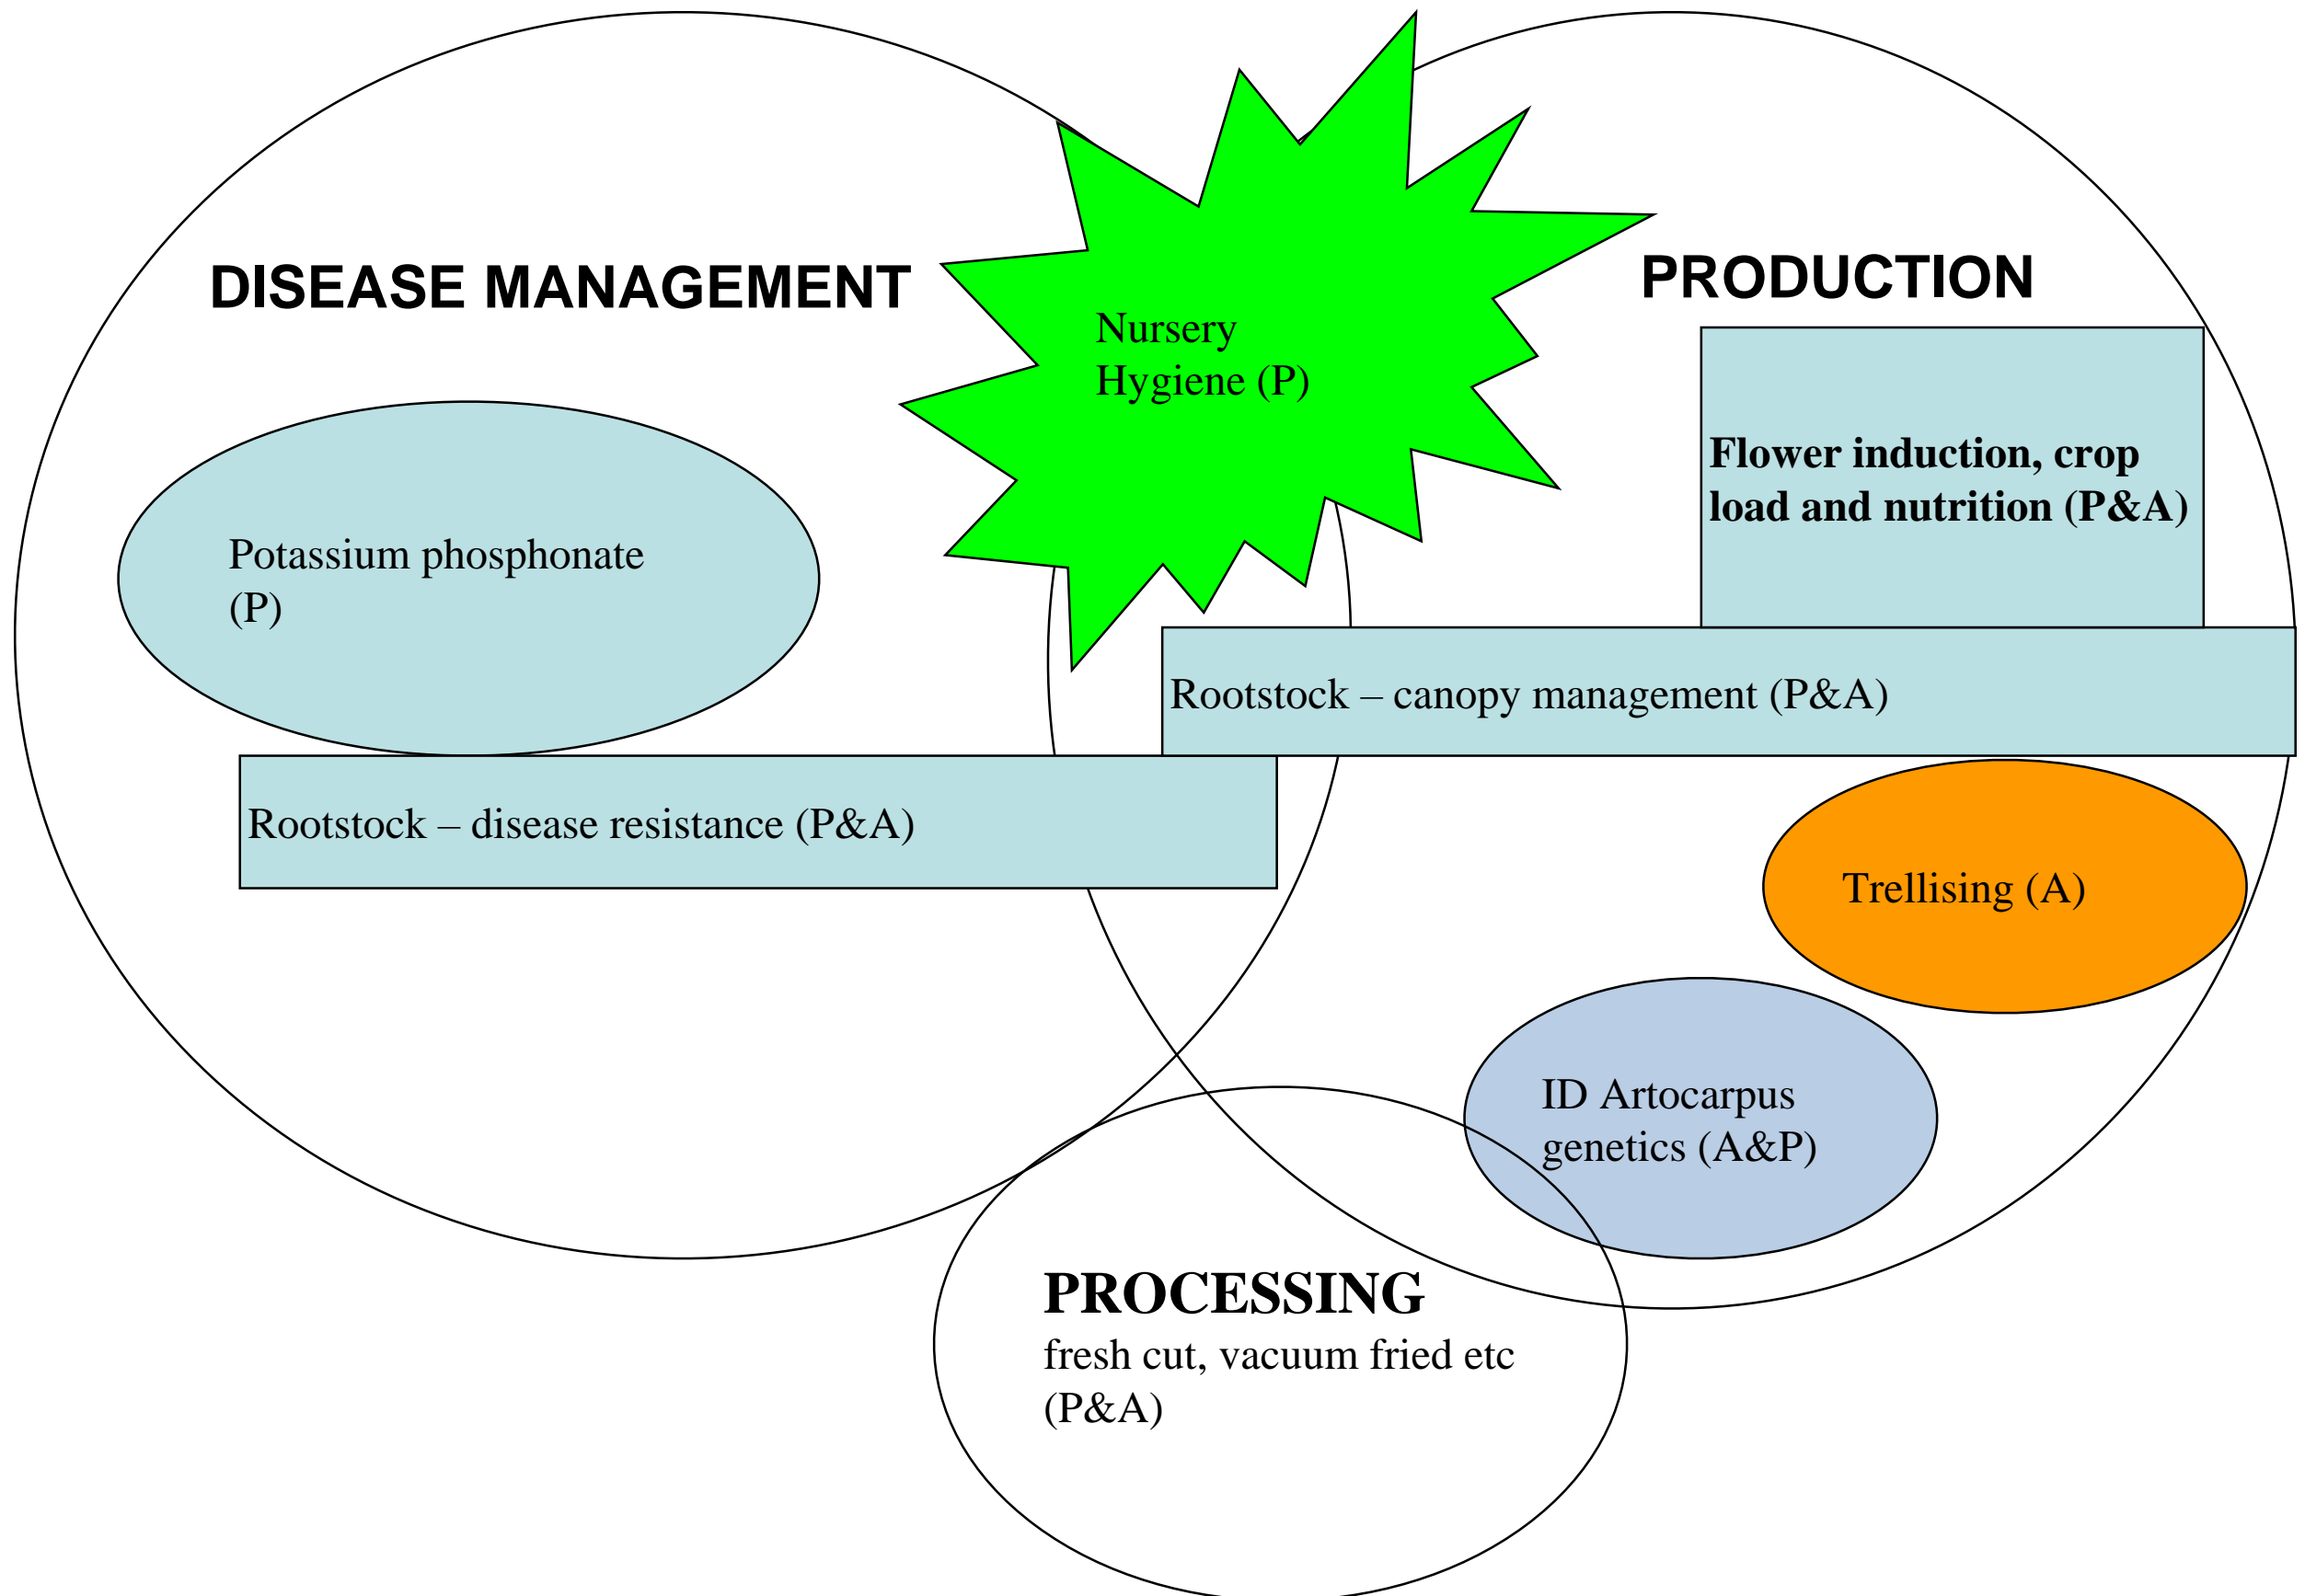 DISEASE MANAGEMENT
PRODUCTION
Nursery
Hygiene (P)
Flower induction, crop
load and nutrition (P&A)
Potassium phosphonate
(P)
Rootstock – canopy management (P&A)
Rootstock – disease resistance (P&A)
Trellising (A)
ID Artocarpus
genetics (A&P)
PROCESSING
fresh cut, vacuum fried etc
(P&A)